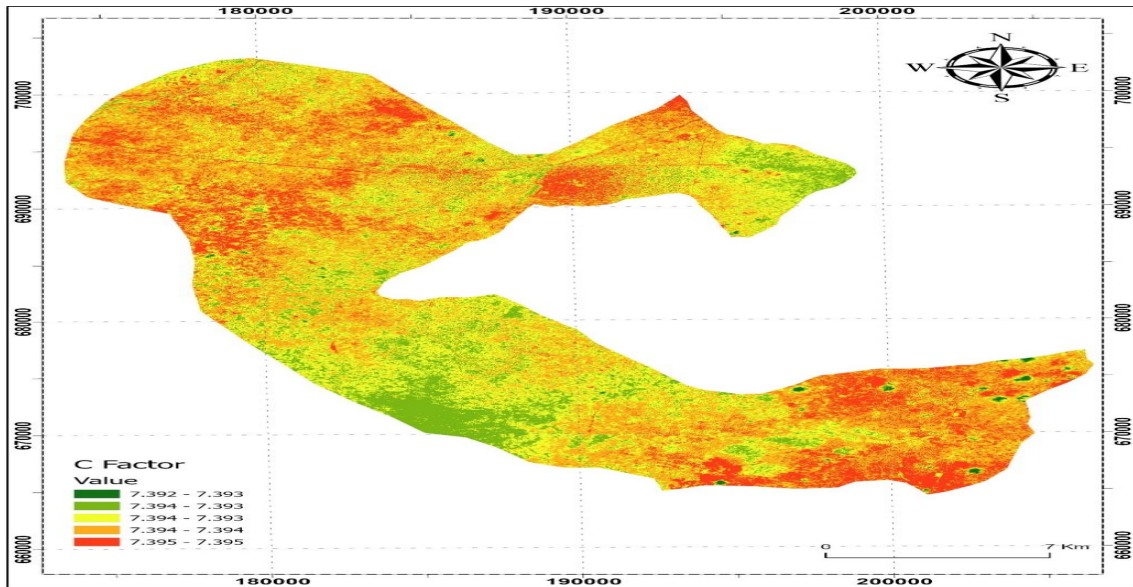 180000 190000 200000
N
W E
S
700000 700000
690000 690000
680000 680000
670000 670000
660000 660000
C Factor
Value
7.392 - 7.393
7.394 - 7.393
7.394 - 7.393
7.394 - 7.394
7.395 - 7.395
0 7 Km
180000 190000 200000